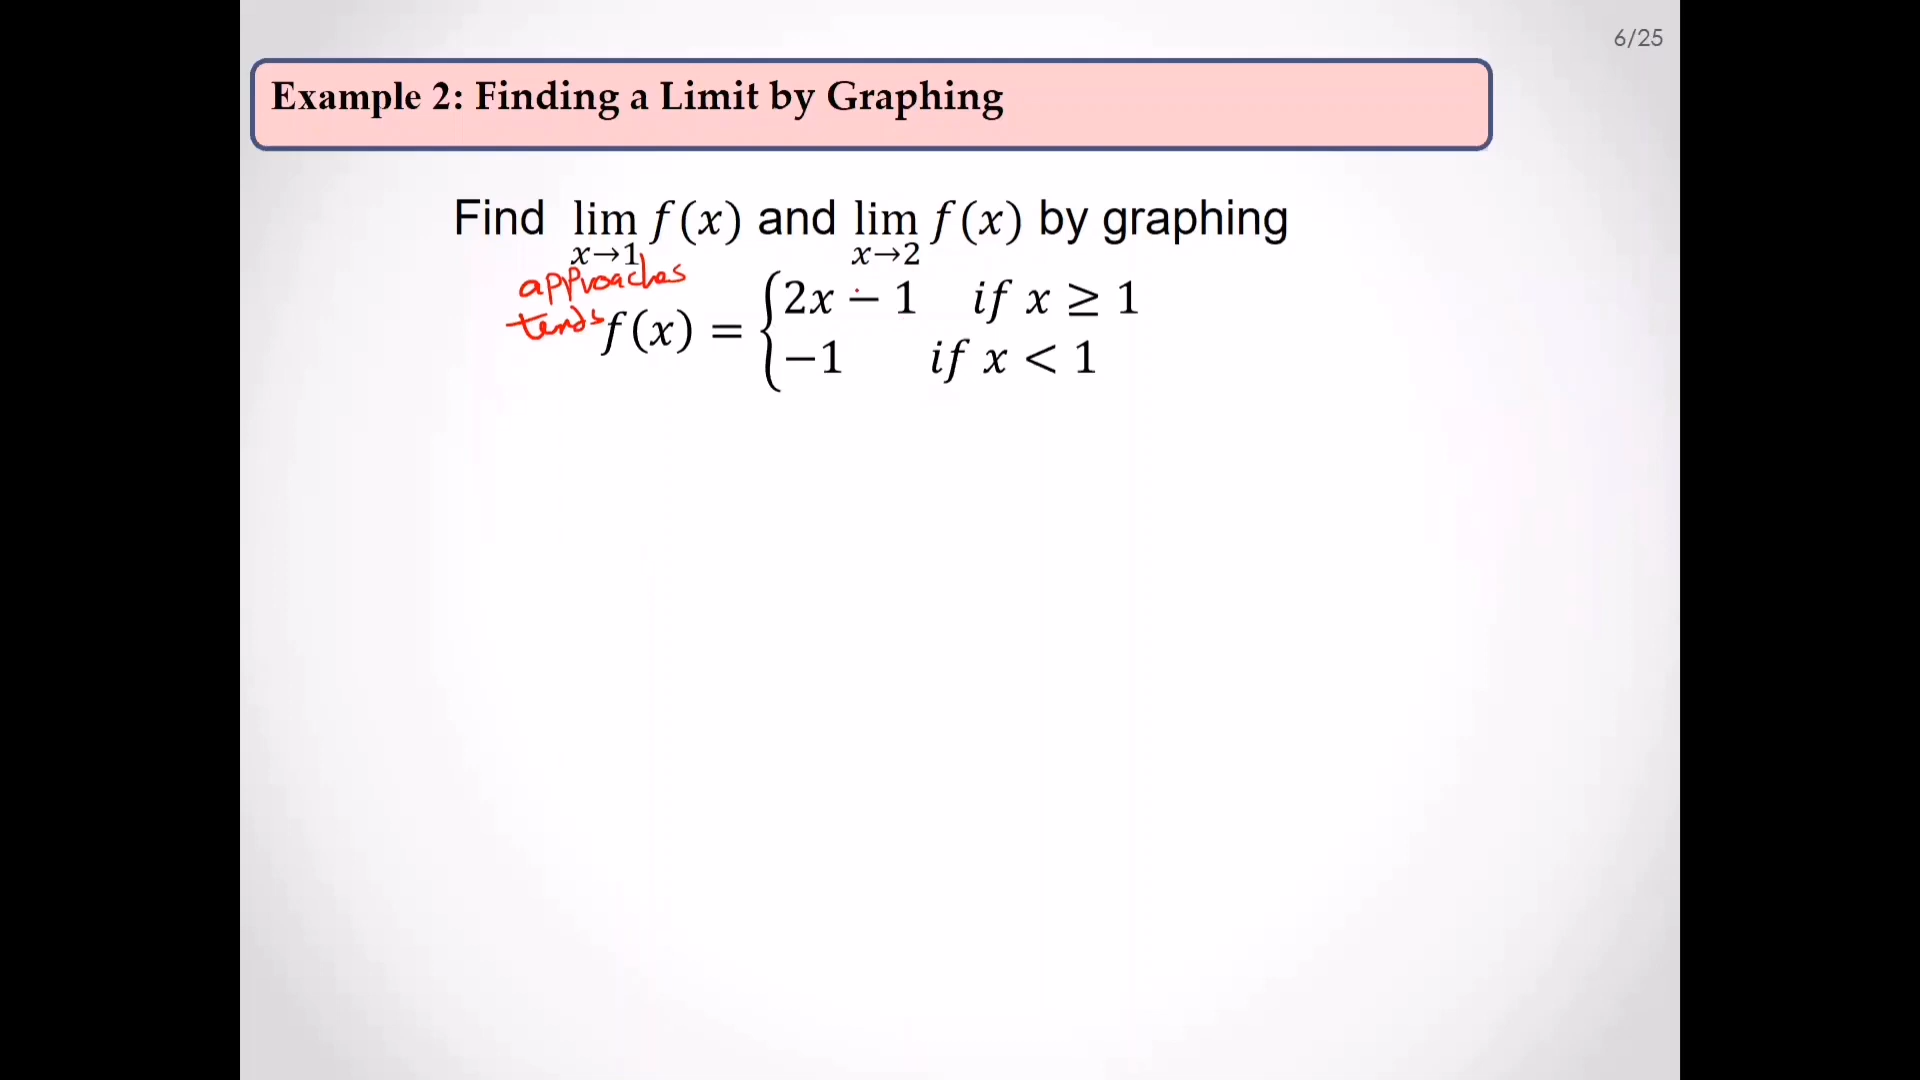 6/25
Example 2: Finding a Limit by Graphing
Find lim f(x) and lim f(x) by graphing
x→1 x→2
approaches
tends
f(x) = {2x − 1 if x ≥ 1
−1 if x < 1